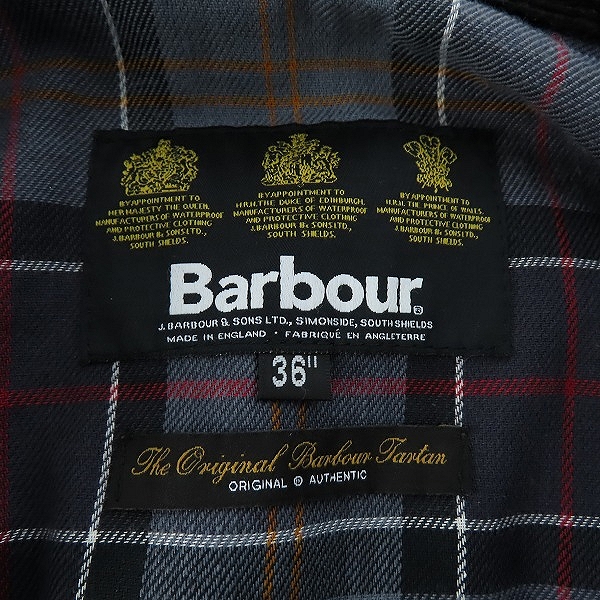 BY APPOINTMENT TO
HER MAJESTY THE QUEEN.
MANUFACTURERS OF WATERPROOF
AND PROTECTIVE CLOTHING
J.BARBOUR & SONS LTD.,
SOUTH SHIELDS.
BY APPOINTMENT TO
H.R.H. THE DUKE OF EDINBURGH.
MANUFACTURERS OF WATERPROOF
AND PROTECTIVE CLOTHING
J.BARBOUR & SONS LTD.,
SOUTH SHIELDS.
BY APPOINTMENT TO
H.R.H. THE PRINCE OF WALES.
MANUFACTURERS OF WATERPROOF
AND PROTECTIVE CLOTHING
J.BARBOUR & SONS LTD.,
SOUTH SHIELDS.
Barbour®
J. BARBOUR & SONS LTD., SIMONSIDE, SOUTH SHIELDS
MADE IN ENGLAND · FABRIQUÉ EN ANGLETERRE
36"
The Original Barbour Tartan
ORIGINAL ® AUTHENTIC